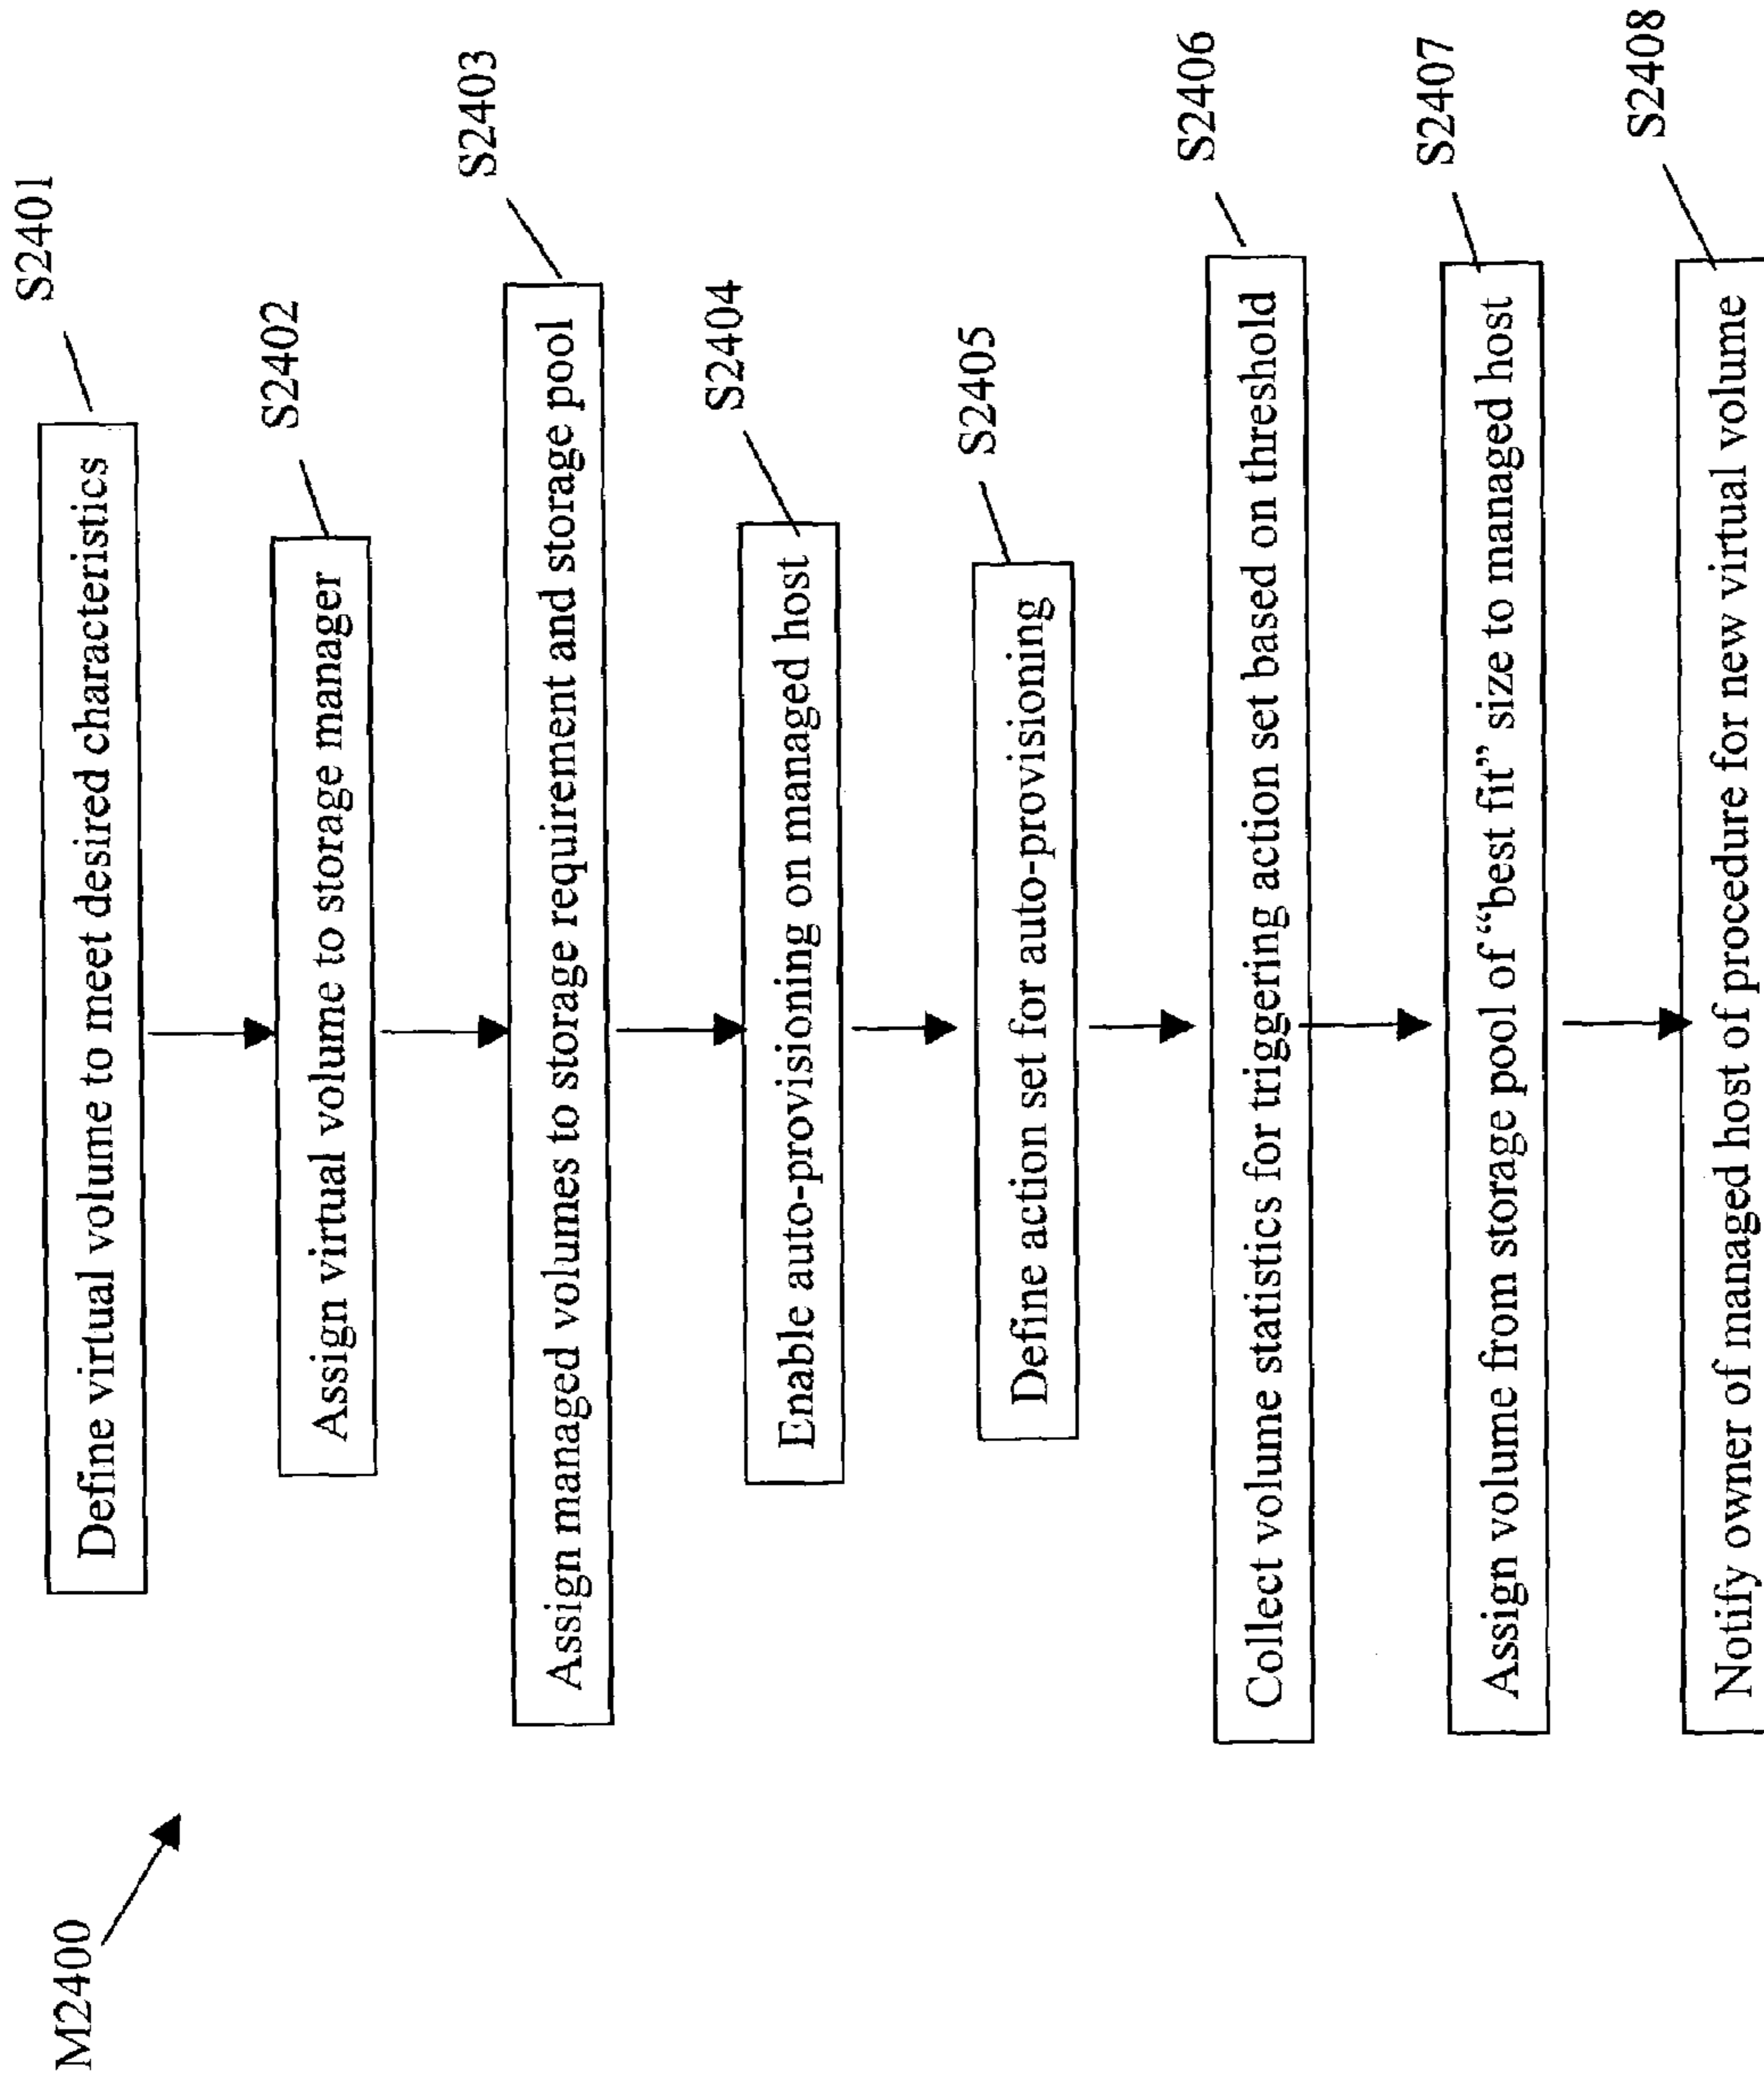 M2400
S2401
Define virtual volume to meet desired characteristics
S2402
Assign virtual volume to storage manager
S2403
Assign managed volumes to storage requirement and storage pool
S2404
Enable auto-provisioning on managed host
S2405
Define action set for auto-provisioning
S2406
Collect volume statistics for triggering action set based on threshold
S2407
Assign volume from storage pool of “best fit” size to managed host
S2408
Notify owner of managed host of procedure for new virtual volume